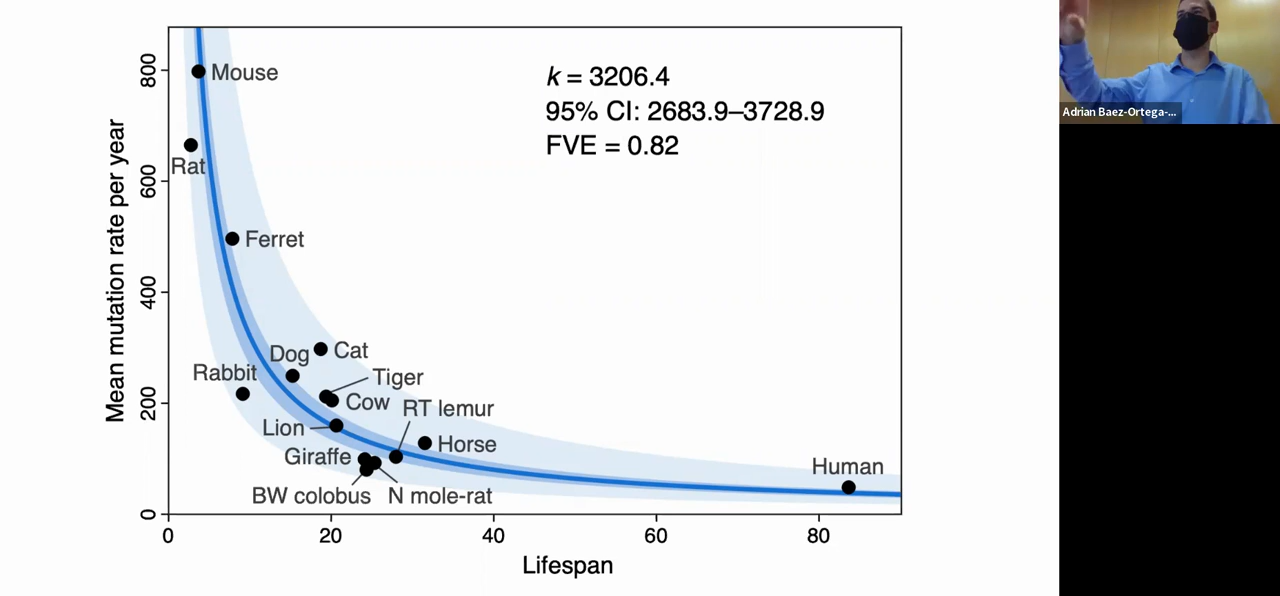 k = 3206.4
95% CI: 2683.9–3728.9
FVE = 0.82
Mean mutation rate per year
800
600
400
200
0
Mouse
Rat
Ferret
Cat
Dog
Rabbit
Tiger
Cow
RT lemur
Lion
Horse
Giraffe
BW colobus
N mole-rat
Human
0
20
40
60
80
Lifespan
Adrian Baez-Ortega-...